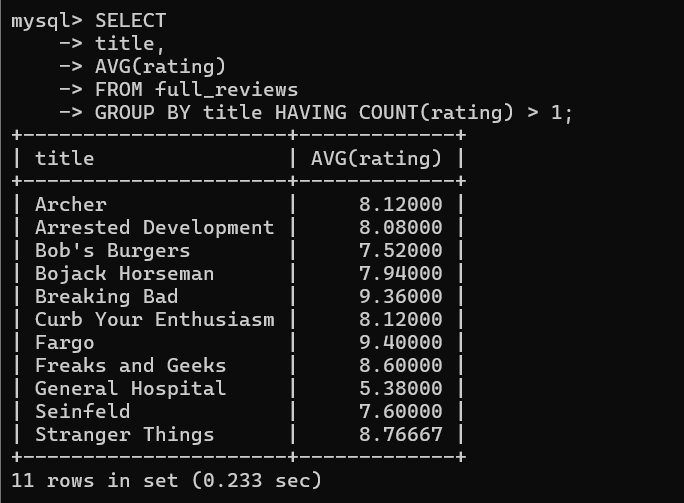 mysql> SELECT
    -> title,
    -> AVG(rating)
    -> FROM full_reviews
    -> GROUP BY title HAVING COUNT(rating) > 1;
+----------------------+-------------+
| title                | AVG(rating) |
+----------------------+-------------+
| Archer               |     8.12000 |
| Arrested Development |     8.08000 |
| Bob's Burgers        |     7.52000 |
| Bojack Horseman      |     7.94000 |
| Breaking Bad         |     9.36000 |
| Curb Your Enthusiasm |     8.12000 |
| Fargo                |     9.40000 |
| Freaks and Geeks     |     8.60000 |
| General Hospital     |     5.38000 |
| Seinfeld             |     7.60000 |
| Stranger Things      |     8.76667 |
+----------------------+-------------+
11 rows in set (0.233 sec)